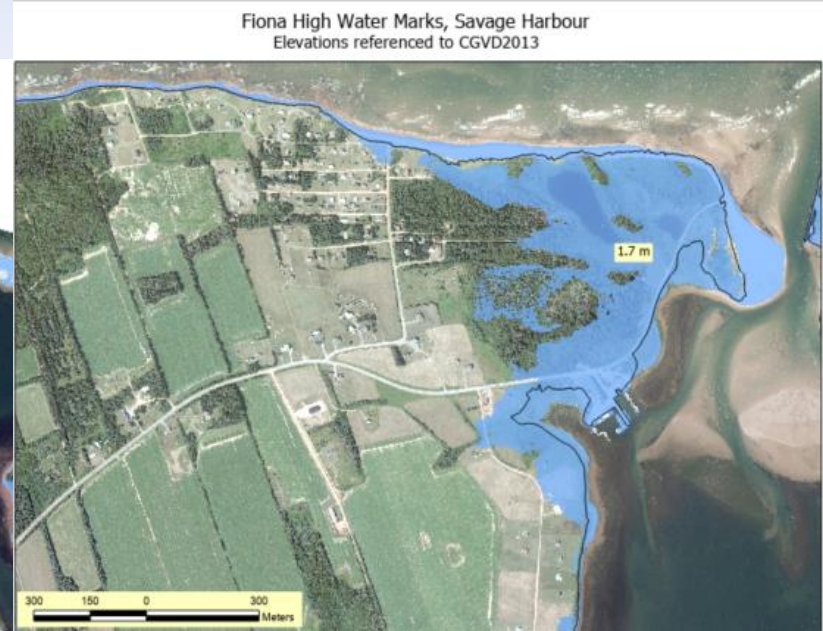 Fiona High Water Marks, Savage Harbour
Elevations referenced to CGVD2013
1.7 m
300 150 0 300
Meters